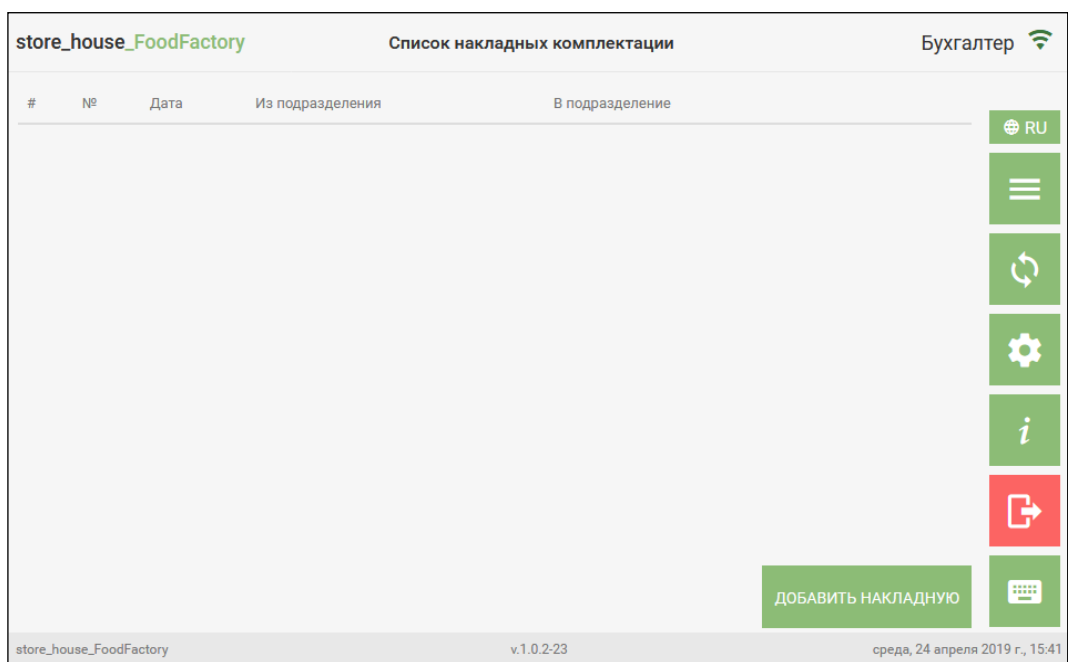 store_house_FoodFactory Список накладных комплектации Бухгалтер
# № Дата Из подразделения В подразделение
RU
i
ДОБАВИТЬ НАКЛАДНУЮ
store_house_FoodFactory v.1.0.2-23 среда, 24 апреля 2019 г., 15:41